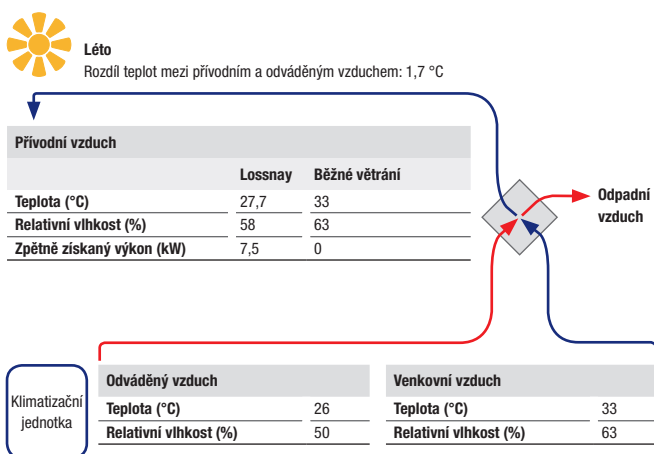 Léto
Rozdíl teplot mezi přívodním a odváděným vzduchem: 1,7 °C
Přívodní vzduch
Lossnay Běžné větrání
Teplota (°C) 27,7 33
Relativní vlhkost (%) 58 63
Zpětně získaný výkon (kW) 7,5 0
Odpadní
vzduch
Klimatizační
jednotka
Odváděný vzduch
Teplota (°C) 26
Relativní vlhkost (%) 50
Venkovní vzduch
Teplota (°C) 33
Relativní vlhkost (%) 63